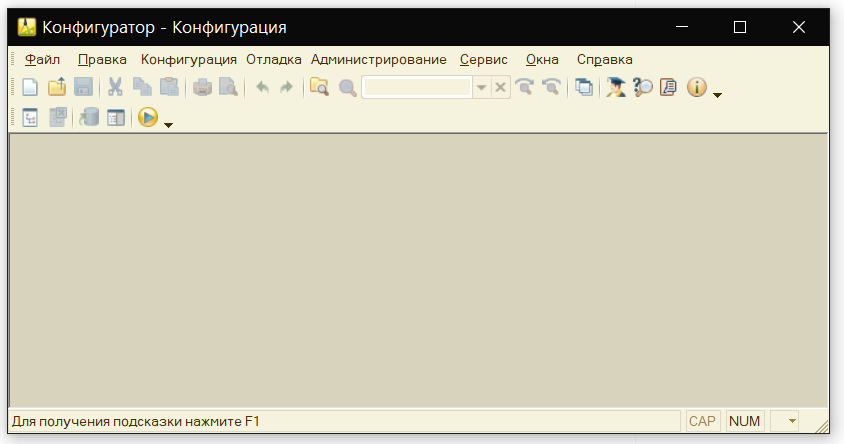 Конфигуратор - Конфигурация
Файл Правка Конфигурация Отладка Администрирование Сервис Окна Справка
Для получения подсказки нажмите F1 CAP NUM